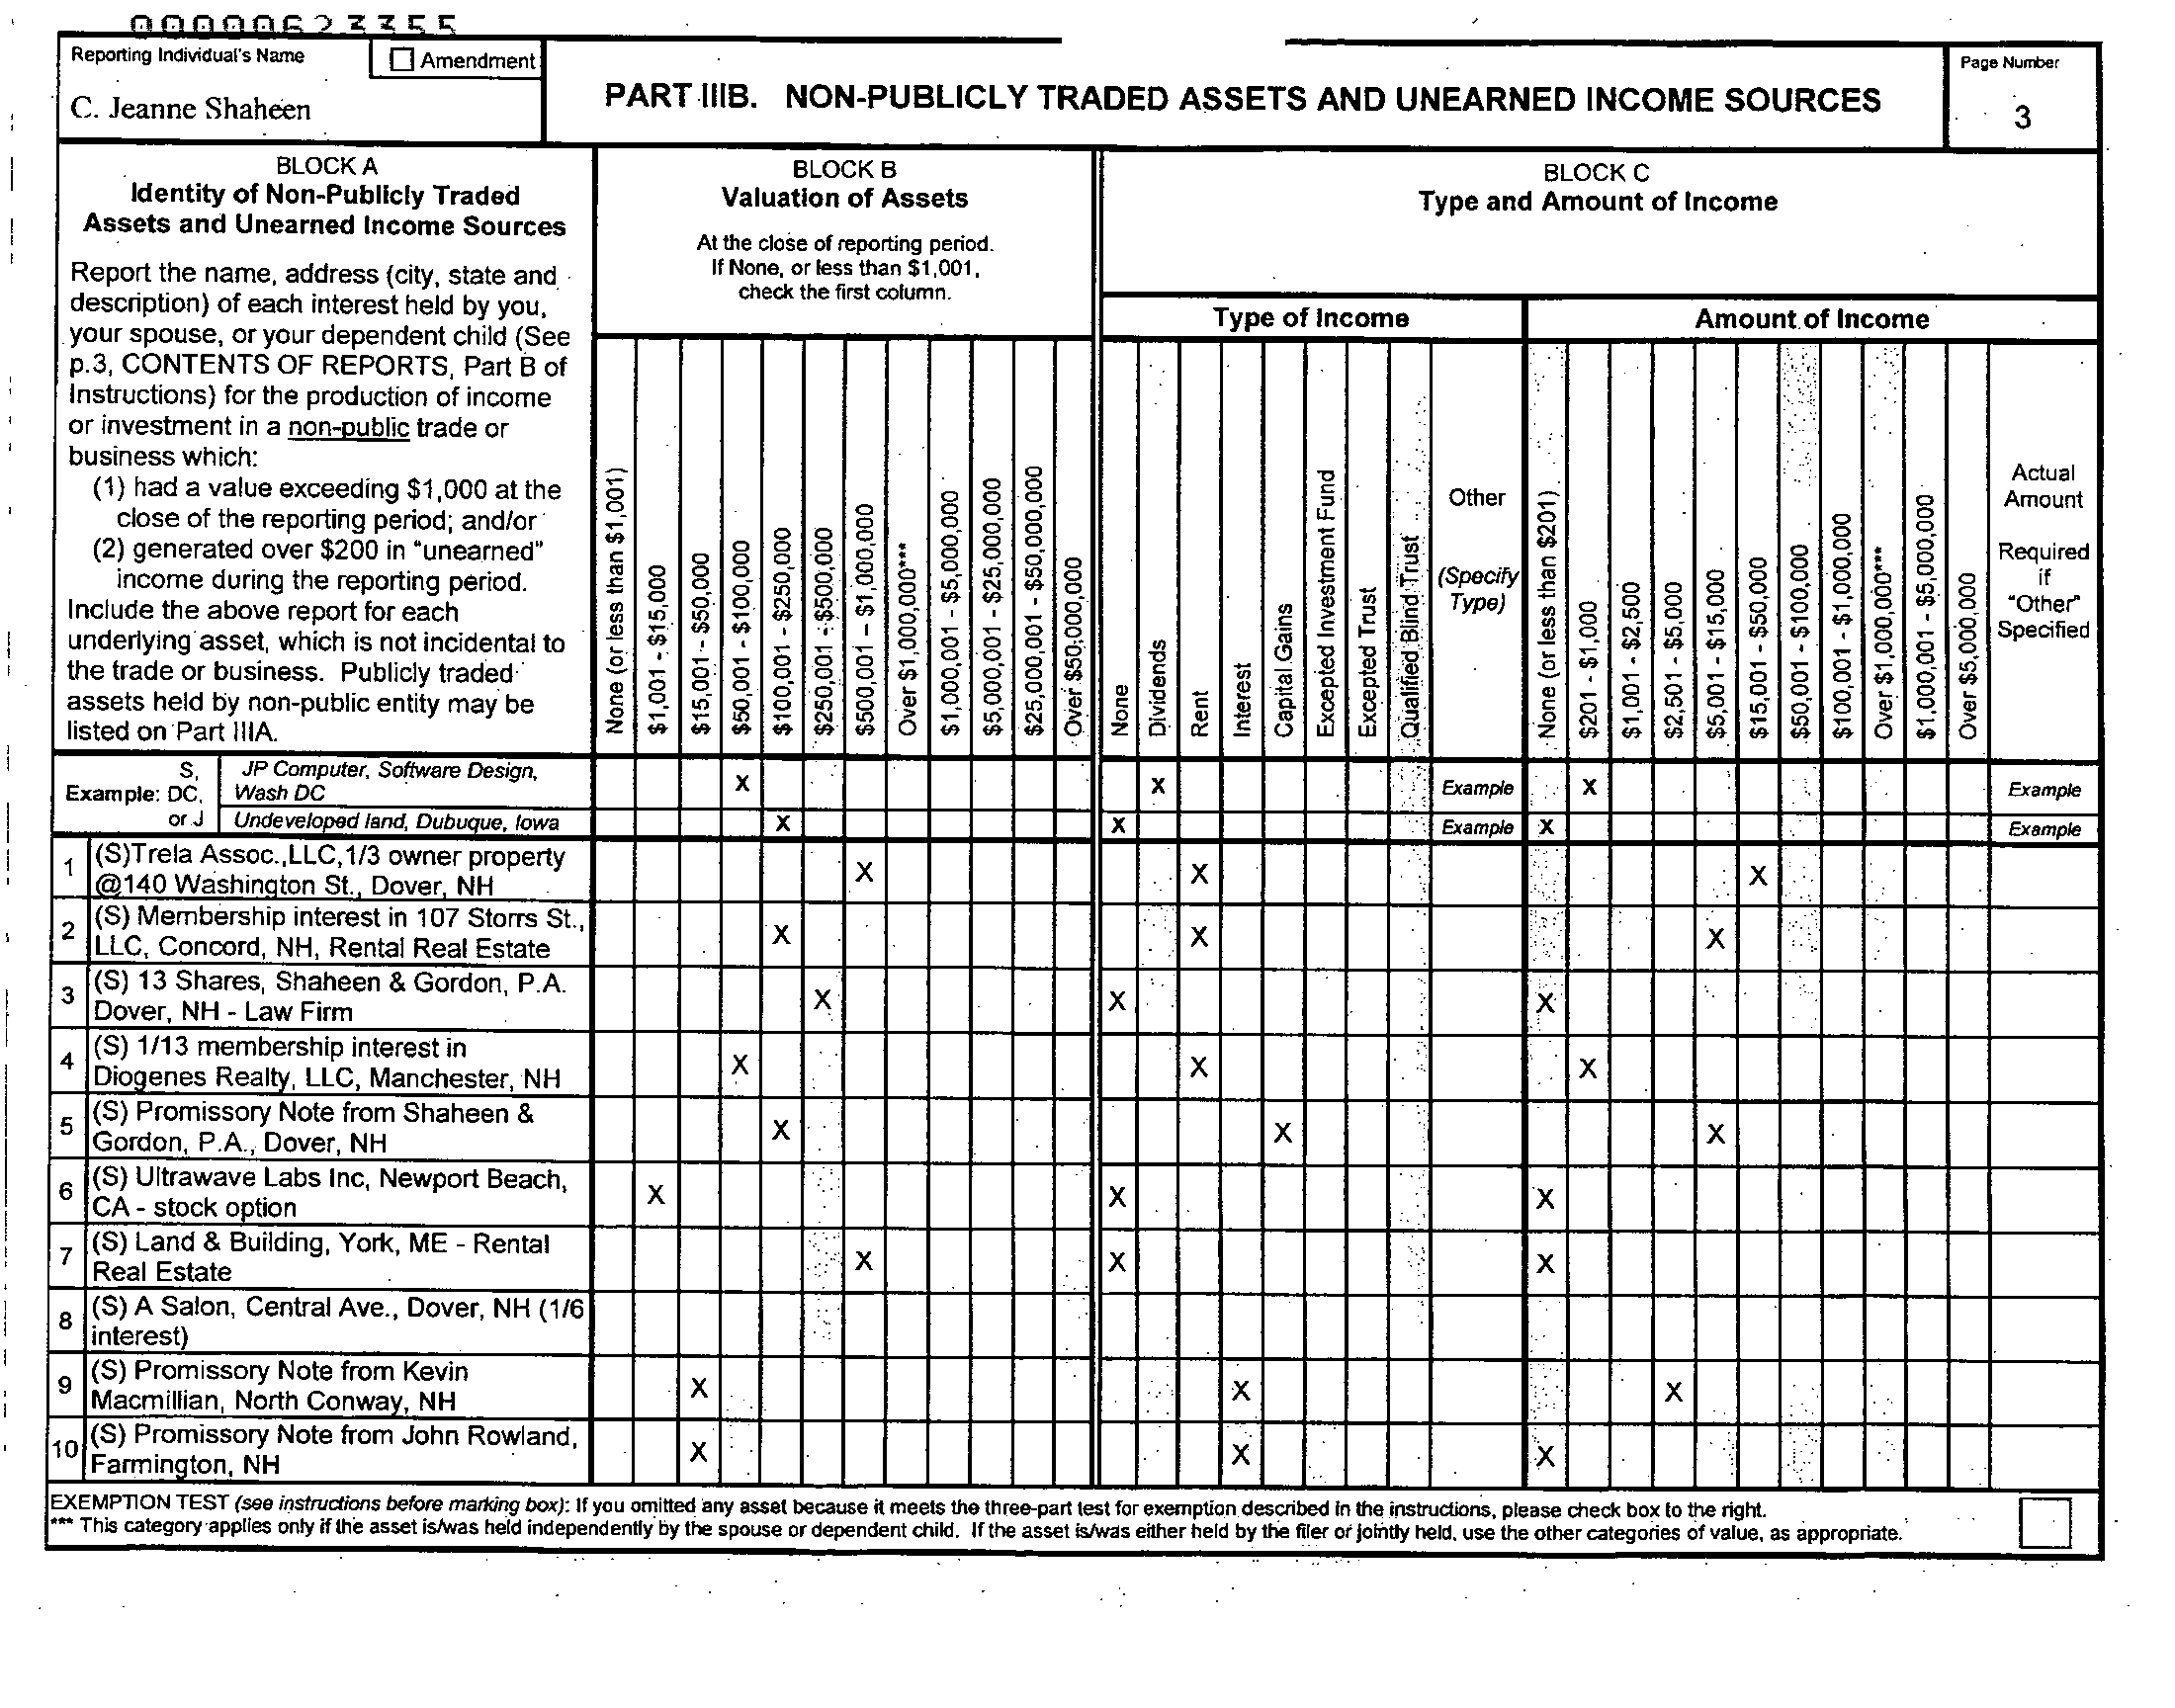 00000623355
Reporting Individual's Name
☐ Amendment
C. Jeanne Shaheen
PART IIIB. NON-PUBLICLY TRADED ASSETS AND UNEARNED INCOME SOURCES
Page Number
3
BLOCK A
Identity of Non-Publicly Traded
Assets and Unearned Income Sources
Report the name, address (city, state and
description) of each interest held by you,
your spouse, or your dependent child (See
p.3, CONTENTS OF REPORTS, Part B of
Instructions) for the production of income
or investment in a non-public trade or
business which:
(1) had a value exceeding $1,000 at the
close of the reporting period; and/or
(2) generated over $200 in "unearned"
income during the reporting period.
Include the above report for each
underlying asset, which is not incidental to
the trade or business. Publicly traded
assets held by non-public entity may be
listed on Part IIIA.
BLOCK B
Valuation of Assets
At the close of reporting period.
If None, or less than $1,001,
check the first column.
None (or less than $1,001)
$1,001 - $15,000
$15,001 - $50,000
$50,001 - $100,000
$100,001 - $250,000
$250,001 - $500,000
$500,001 – $1,000,000
Over $1,000,000***
$1,000,001 - $5,000,000
$5,000,001 - $25,000,000
$25,000,001 - $50,000,000
Over $50,000,000
BLOCK C
Type and Amount of Income
Type of Income
None
Dividends
Rent
Interest
Capital Gains
Excepted Investment Fund
Excepted Trust
Qualified Blind Trust
Other
(Specify
Type)
Amount of Income
None (or less than $201)
$201 - $1,000
$1,001 - $2,500
$2,501 - $5,000
$5,001 - $15,000
$15,001 - $50,000
$50,001 - $100,000
$100,001 - $1,000,000
Over $1,000,000***
$1,000,001 - $5,000,000
Over $5,000,000
Actual
Amount
Required
if
"Other"
Specified
S,
Example: DC,
or J
JP Computer, Software Design,
Wash DC
X X Example X Example
Undeveloped land, Dubuque, Iowa X X Example X Example
1 (S)Trela Assoc.,LLC,1/3 owner property
@140 Washington St., Dover, NH
X X X
2 (S) Membership interest in 107 Storrs St.,
LLC, Concord, NH, Rental Real Estate
X X X
3 (S) 13 Shares, Shaheen & Gordon, P.A.
Dover, NH - Law Firm
X X X
4 (S) 1/13 membership interest in
Diogenes Realty, LLC, Manchester, NH
X X X
5 (S) Promissory Note from Shaheen &
Gordon, P.A., Dover, NH
X X X
6 (S) Ultrawave Labs Inc, Newport Beach,
CA - stock option
X X X
7 (S) Land & Building, York, ME - Rental
Real Estate
X X X
8 (S) A Salon, Central Ave., Dover, NH (1/6
interest)
9 (S) Promissory Note from Kevin
Macmillian, North Conway, NH
X X X
10 (S) Promissory Note from John Rowland,
Farmington, NH
X X X
EXEMPTION TEST (see instructions before marking box): If you omitted any asset because it meets the three-part test for exemption described in the instructions, please check box to the right.
*** This category applies only if the asset is/was held independently by the spouse or dependent child. If the asset is/was either held by the filer or jointly held, use the other categories of value, as appropriate.